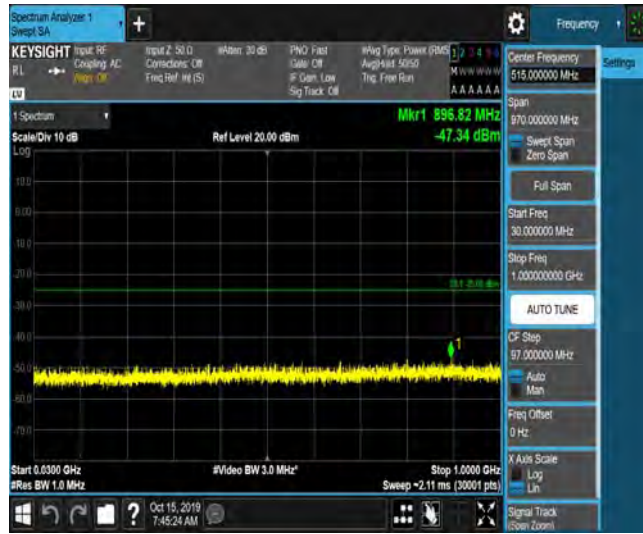 Spectrum Analyzer 1
Swept SA
+
Frequency
KEYSIGHT
Input: RF
Coupling: AC
Align: Off
Input Z: 50 Ω
Corrections: Off
Freq Ref: Int (S)
#Atten: 30 dB
PNO: Fast
Gate: Off
IF Gain: Low
Sig Track: Off
#Avg Type: Power (RMS
Avg|Hold: 50/50
Trig: Free Run
1 2 3 4 5 6
M W W W W W
A A A A A A
RL
LV
1 Spectrum
Mkr1 896.82 MHz
Scale/Div 10 dB
Ref Level 20.00 dBm
-47.34 dBm
Log
10.0
0.00
-10.0
-20.0
-30.0
-40.0
-50.0
-60.0
-70.0
1
Start 0.0300 GHz
#Video BW 3.0 MHz*
Stop 1.0000 GHz
#Res BW 1.0 MHz
Sweep ~2.11 ms (30001 pts)
?
Oct 15, 2019
7:45:24 AM
Settings
Center Frequency
515.000000 MHz
Span
970.000000 MHz
Swept Span
Zero Span
Full Span
Start Freq
30.000000 MHz
Stop Freq
1.000000000 GHz
AUTO TUNE
CF Step
97.000000 MHz
Auto
Man
Freq Offset
0 Hz
X Axis Scale
Log
Lin
Signal Track
(Span Zoom)